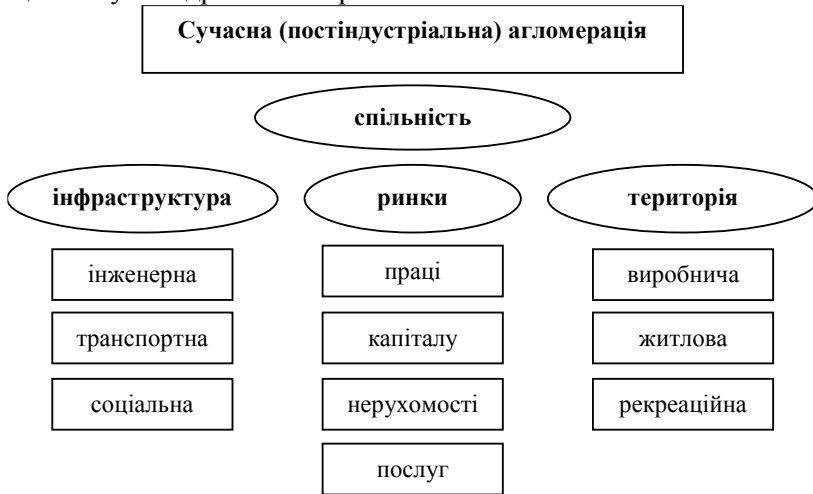 Сучасна (постіндустріальна) агломерація
спільність
інфраструктура ринки територія
інженерна праці виробнича
транспортна капіталу житлова
соціальна нерухомості рекреаційна
послуг